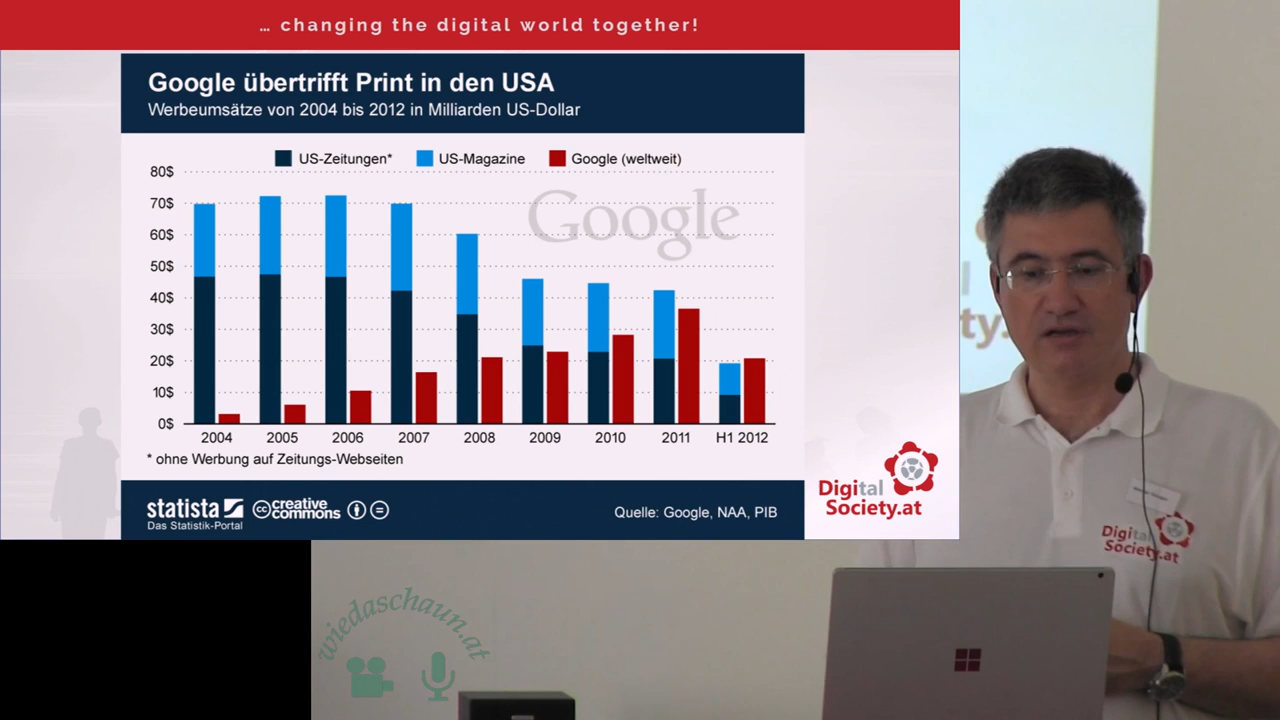 … changing the digital world together!
Google übertrifft Print in den USA
Werbeumsätze von 2004 bis 2012 in Milliarden US-Dollar
US-Zeitungen* US-Magazine Google (weltweit)
80$
70$
60$
50$
40$
30$
20$
10$
0$
Google
2004 2005 2006 2007 2008 2009 2010 2011 H1 2012
* ohne Werbung auf Zeitungs-Webseiten
statista
Das Statistik-Portal
cc creative commons
Quelle: Google, NAA, PIB
Digital
Society.at
Digital
Society.at
wiedaschaun.at